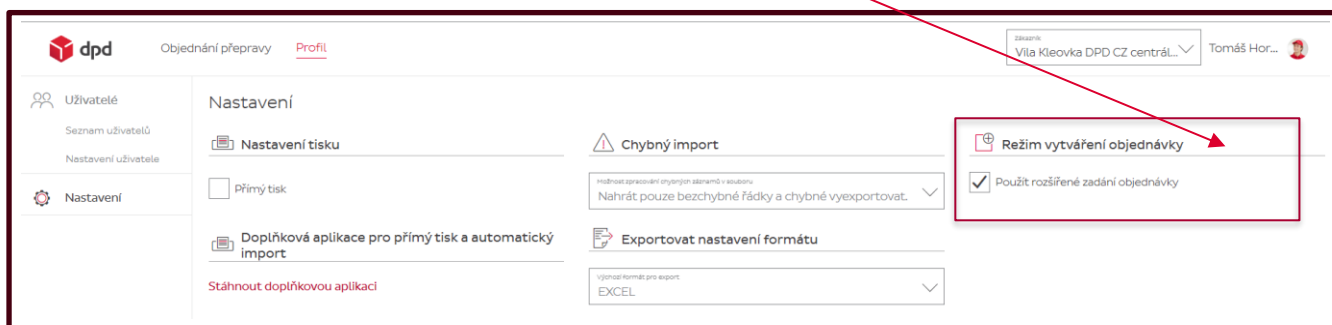 dpd
Objednání přepravy
Profil
Zákazník
Vila Kleovka DPD CZ centrál...
Tomáš Hor...
Uživatelé
Seznam uživatelů
Nastavení uživatele
Nastavení
Nastavení
Nastavení tisku
Přímý tisk
Doplňková aplikace pro přímý tisk a automatický
import
Stáhnout doplňkovou aplikaci
Chybný import
Možnost zpracování chybných záznamů v souboru
Nahrát pouze bezchybné řádky a chybné vyexportovat.
Exportovat nastavení formátu
Výchozí formát pro export
EXCEL
Režim vytváření objednávky
Použít rozšířené zadání objednávky